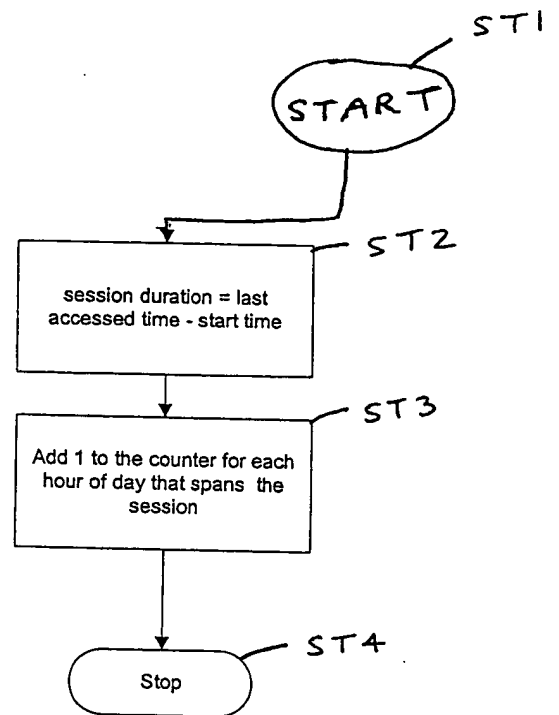 ST1
START
ST2
session duration = last
accessed time - start time
ST3
Add 1 to the counter for each
hour of day that spans the
session
ST4
Stop